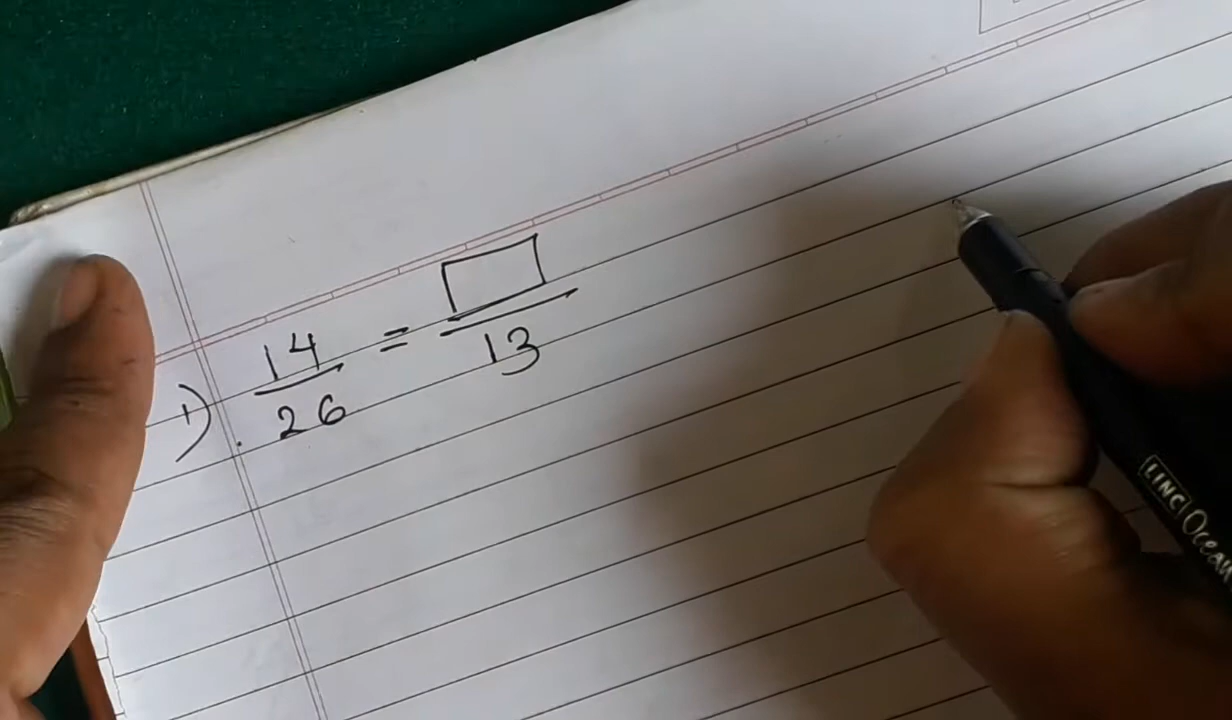 1). 14/26 = □/13
LINC Ocean